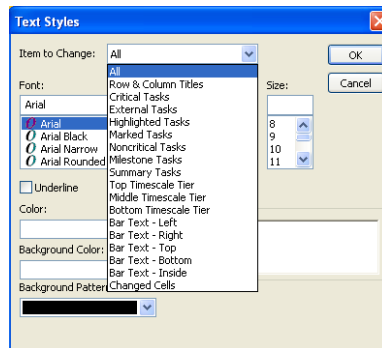 Text Styles
Item to Change: All
OK
Cancel
All
Row & Column Titles
Critical Tasks
External Tasks
Highlighted Tasks
Marked Tasks
Noncritical Tasks
Milestone Tasks
Summary Tasks
Top Timescale Tier
Middle Timescale Tier
Bottom Timescale Tier
Bar Text - Left
Bar Text - Right
Bar Text - Top
Bar Text - Bottom
Bar Text - Inside
Changed Cells
Font:
Arial
Arial
Arial Black
Arial Narrow
Arial Rounded
Size:
8
9
10
11
Underline
Color:
Background Color:
Background